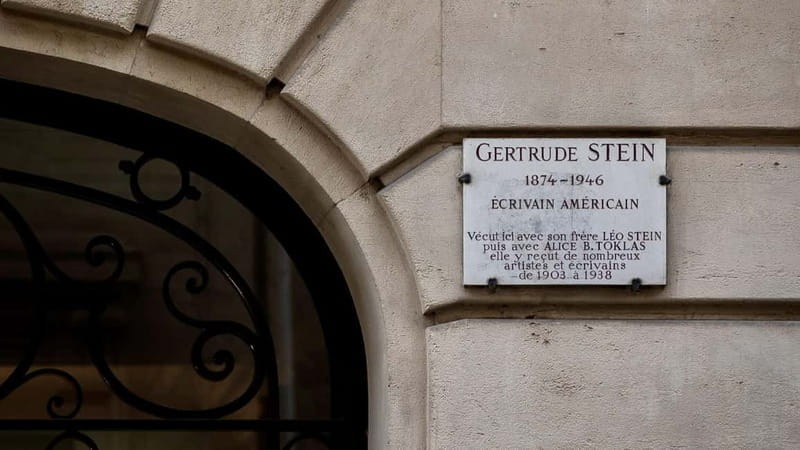 GERTRUDE STEIN
1874-1946
ÉCRIVAIN AMÉRICAIN
Vécut ici avec son frère LÉO STEIN
puis avec ALICE B. TOKLAS
elle y reçut de nombreux
artistes et écrivains
de 1903 à 1938